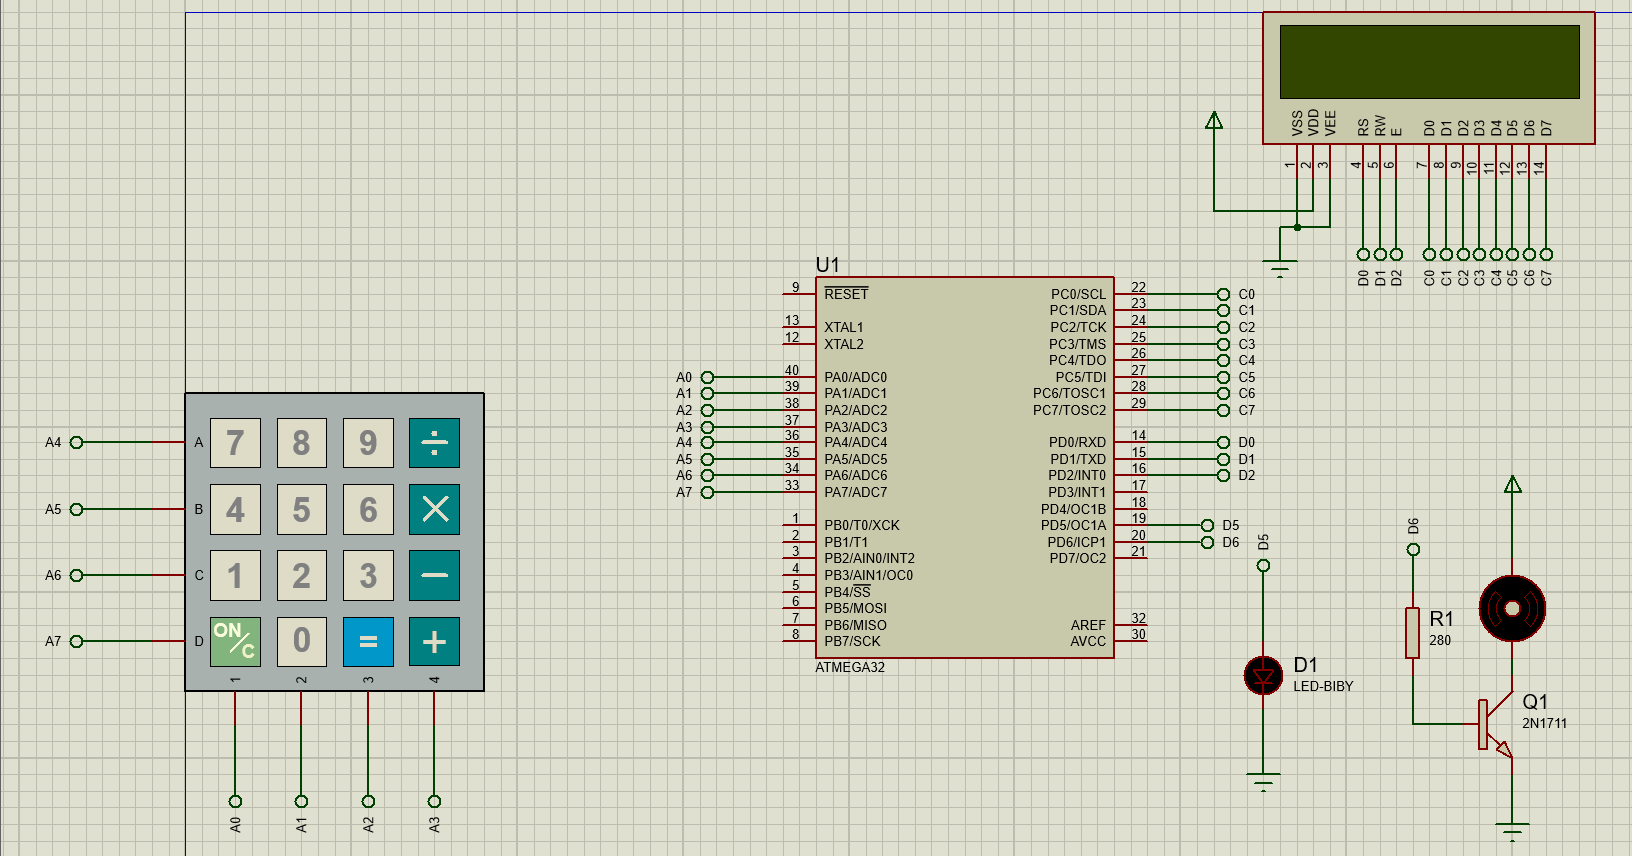 VSS
VDD
VEE
RS
RW
E
D0
D1
D2
D3
D4
D5
D6
D7
1
2
3
4
5
6
7
8
9
10
11
12
13
14
D0
D1
D2
C0
C1
C2
C3
C4
C5
C6
C7
U1
9 RESET
13 XTAL1
12 XTAL2
A0 40 PA0/ADC0
A1 39 PA1/ADC1
A2 38 PA2/ADC2
A3 37 PA3/ADC3
A4 36 PA4/ADC4
A5 35 PA5/ADC5
A6 34 PA6/ADC6
A7 33 PA7/ADC7
1 PB0/T0/XCK
2 PB1/T1
3 PB2/AIN0/INT2
4 PB3/AIN1/OC0
5 PB4/SS
6 PB5/MOSI
7 PB6/MISO
8 PB7/SCK
PC0/SCL 22 C0
PC1/SDA 23 C1
PC2/TCK 24 C2
PC3/TMS 25 C3
PC4/TDO 26 C4
PC5/TDI 27 C5
PC6/TOSC1 28 C6
PC7/TOSC2 29 C7
PD0/RXD 14 D0
PD1/TXD 15 D1
PD2/INT0 16 D2
PD3/INT1 17
PD4/OC1B 18
PD5/OC1A 19 D5
PD6/ICP1 20 D6
PD7/OC2 21
AREF 32
AVCC 30
ATMEGA32
A4 A 7 8 9 ÷
A5 B 4 5 6 ×
A6 C 1 2 3 −
A7 D ON/C 0 = +
1 2 3 4
A0 A1 A2 A3
D5
D1
LED-BIBY
D6
R1
280
Q1
2N1711